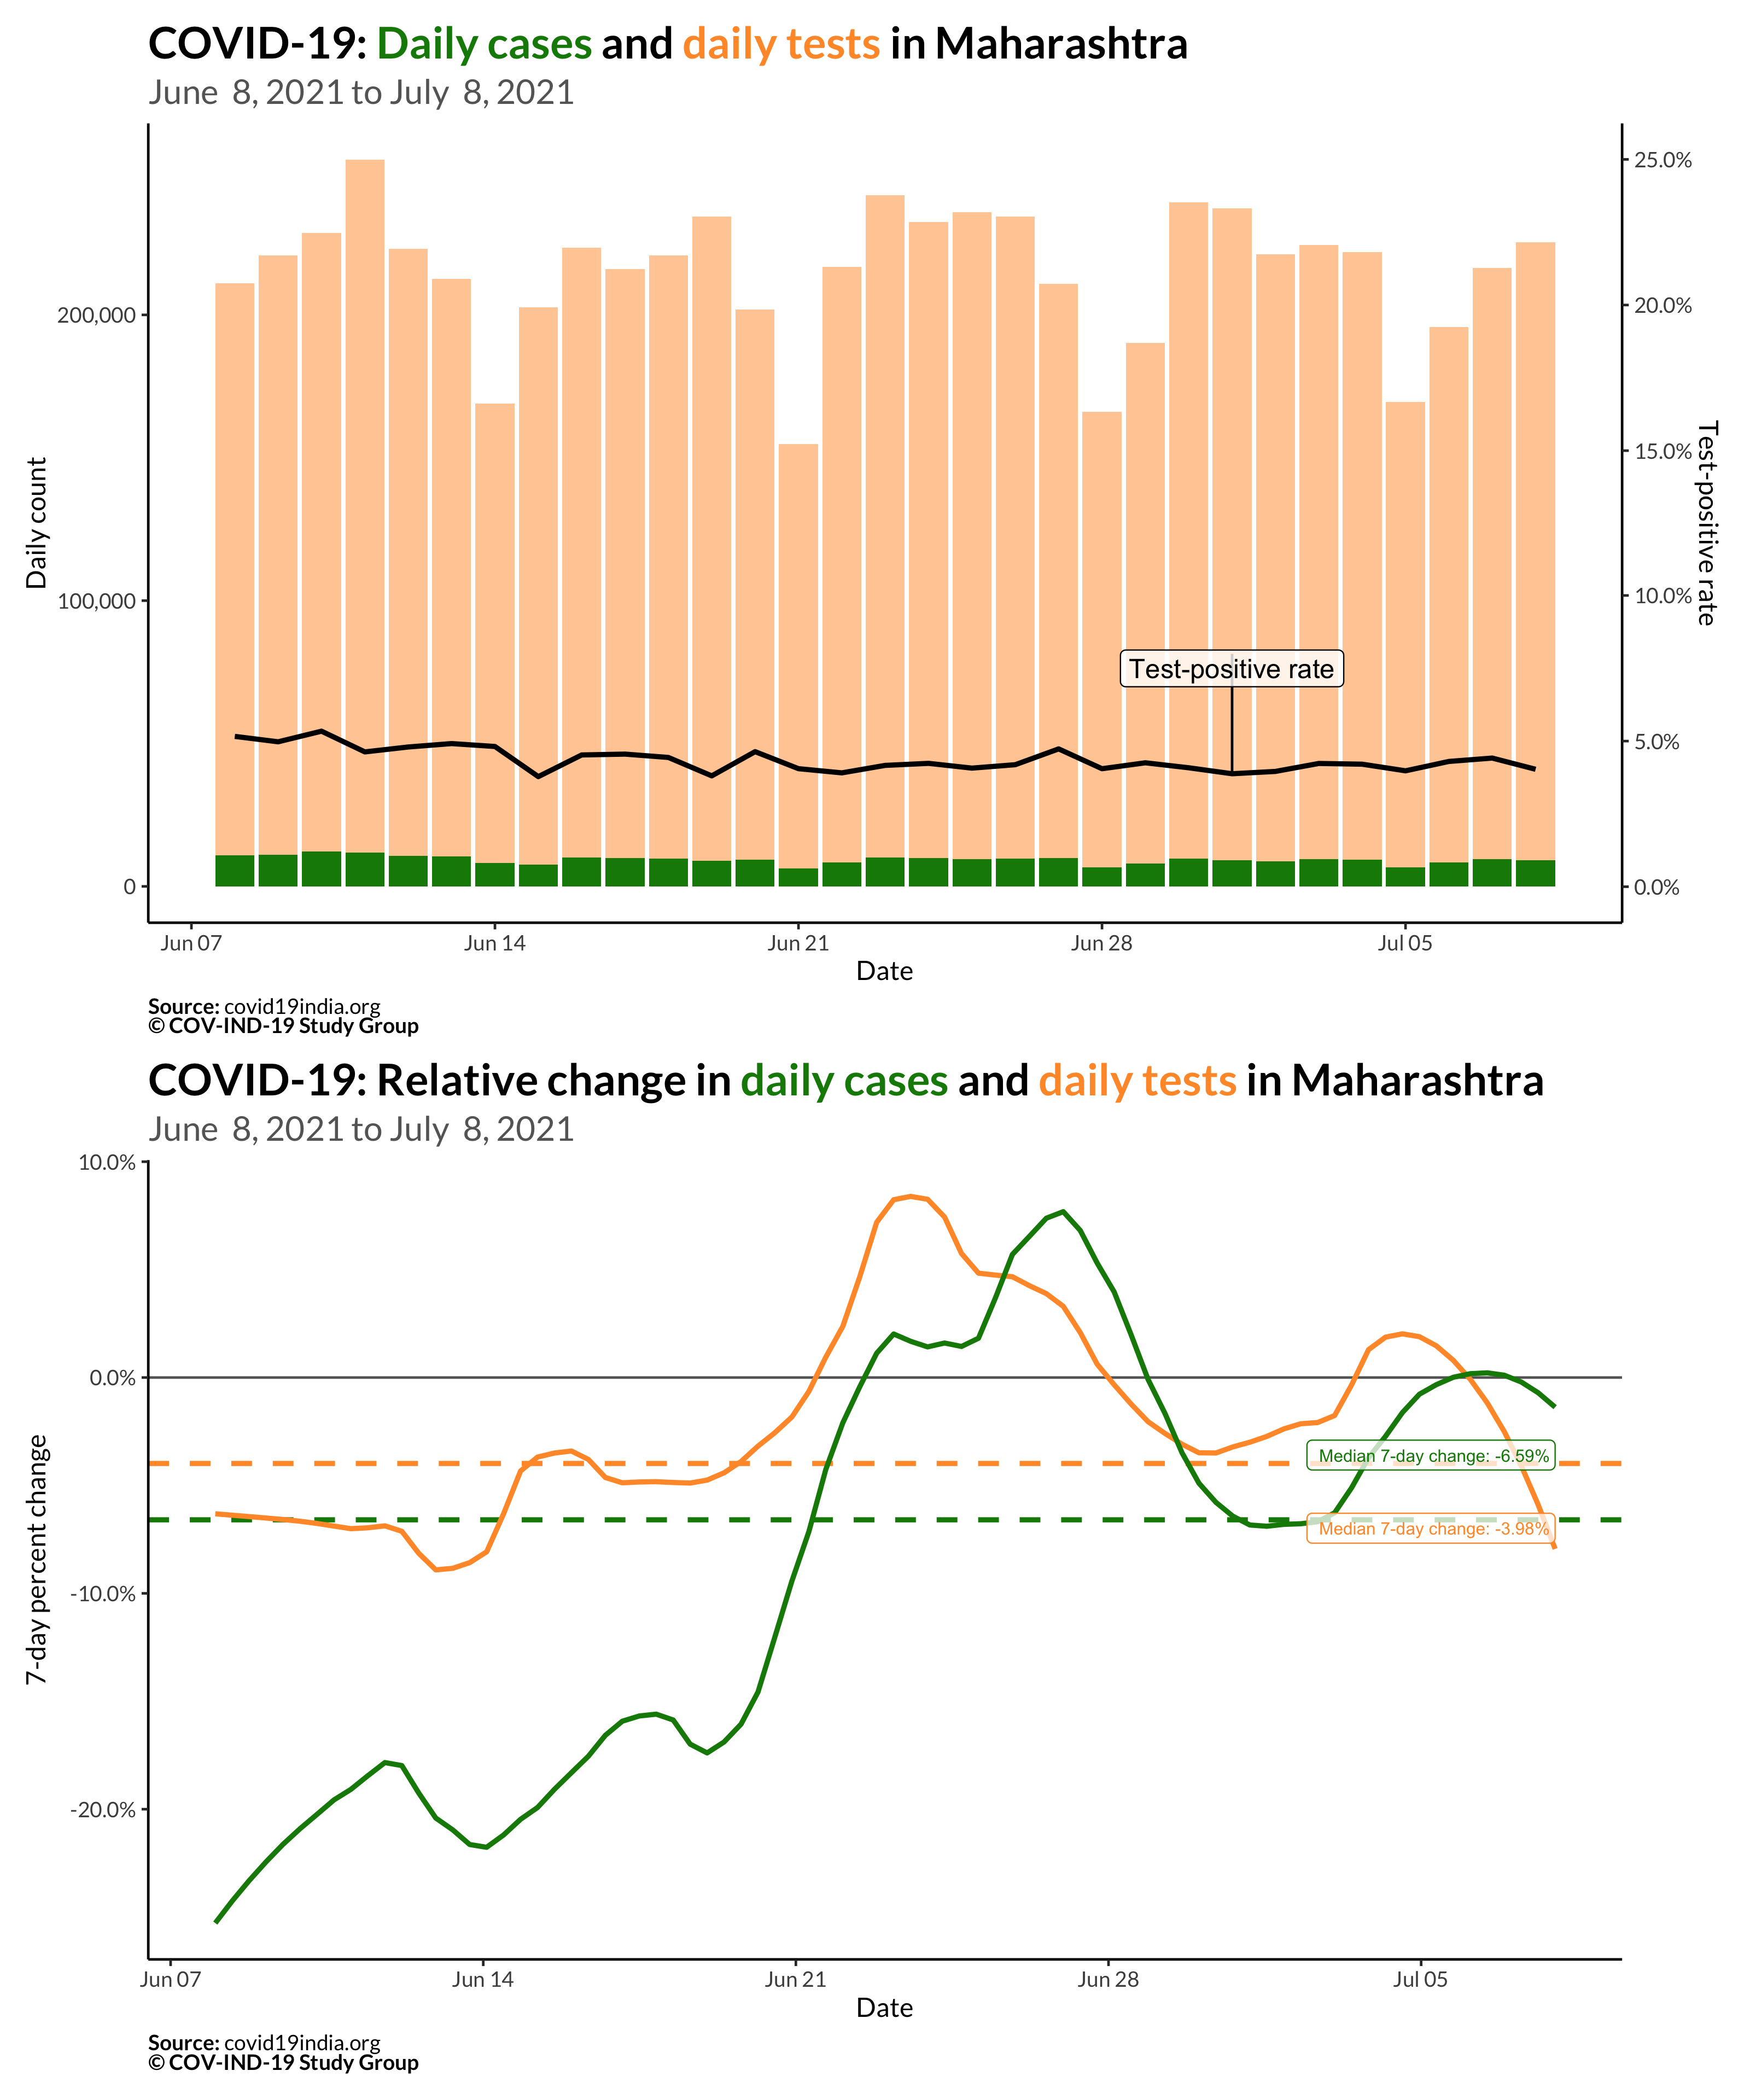 COVID-19: Daily cases and daily tests in Maharashtra
June  8, 2021 to July  8, 2021
25.0%
20.0%
200,000
15.0%
Daily count
Test-positive rate
100,000
10.0%
Test-positive rate
5.0%
0
0.0%
Jun 07
Jun 14
Jun 21
Jun 28
Jul 05
Date
Source: covid19india.org
© COV-IND-19 Study Group
COVID-19: Relative change in daily cases and daily tests in Maharashtra
June  8, 2021 to July  8, 2021
10.0%
0.0%
Median 7-day change: -6.59%
Median 7-day change: -3.98%
7-day percent change
-10.0%
-20.0%
Jun 07
Jun 14
Jun 21
Jun 28
Jul 05
Date
Source: covid19india.org
© COV-IND-19 Study Group